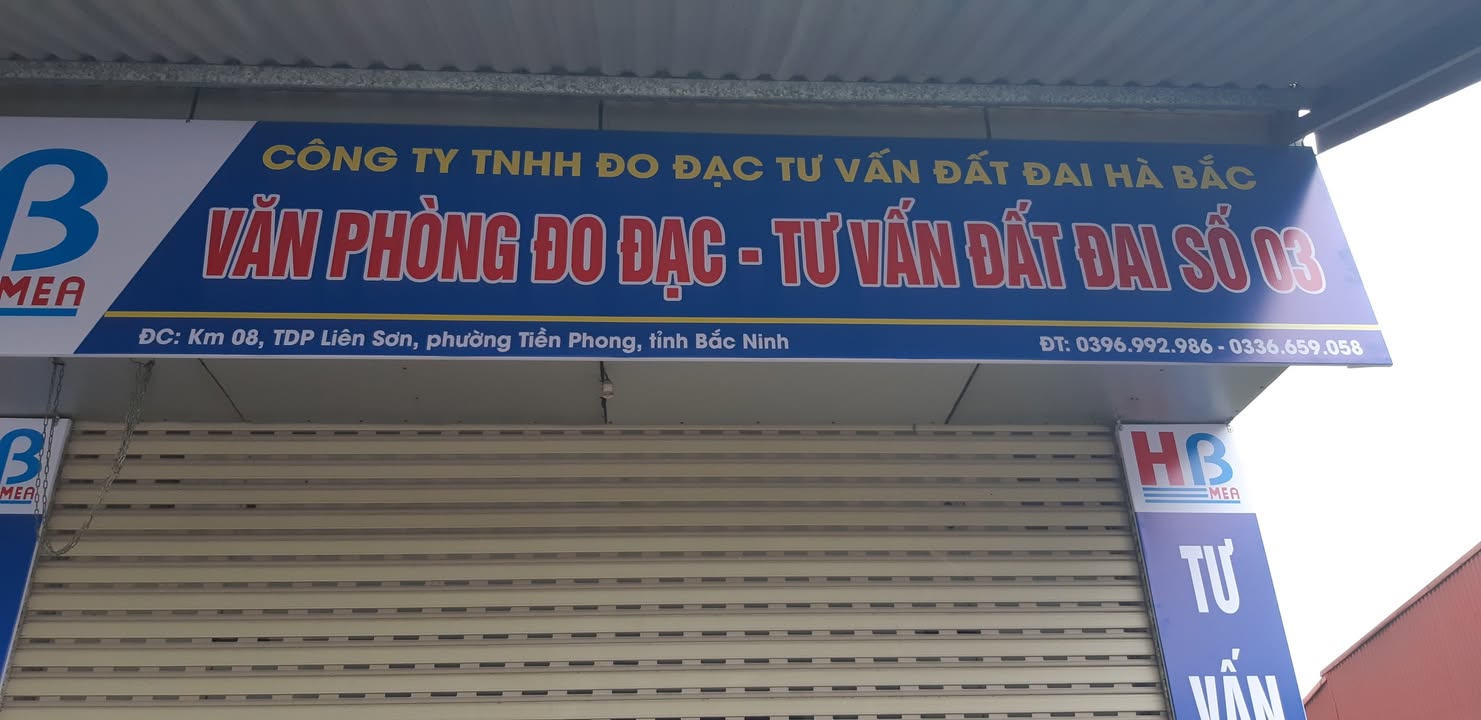 CÔNG TY TNHH ĐO ĐẠC TƯ VẤN ĐẤT ĐAI HÀ BẮC
VĂN PHÒNG ĐO ĐẠC - TƯ VẤN ĐẤT ĐAI SỐ 03
ĐC: Km 08, TDP Liên Sơn, phường Tiền Phong, tỉnh Bắc Ninh
ĐT: 0396.992.986 - 0336.659.058
B
MEA
B
MEA
HB
MEA
TƯ
VẤN